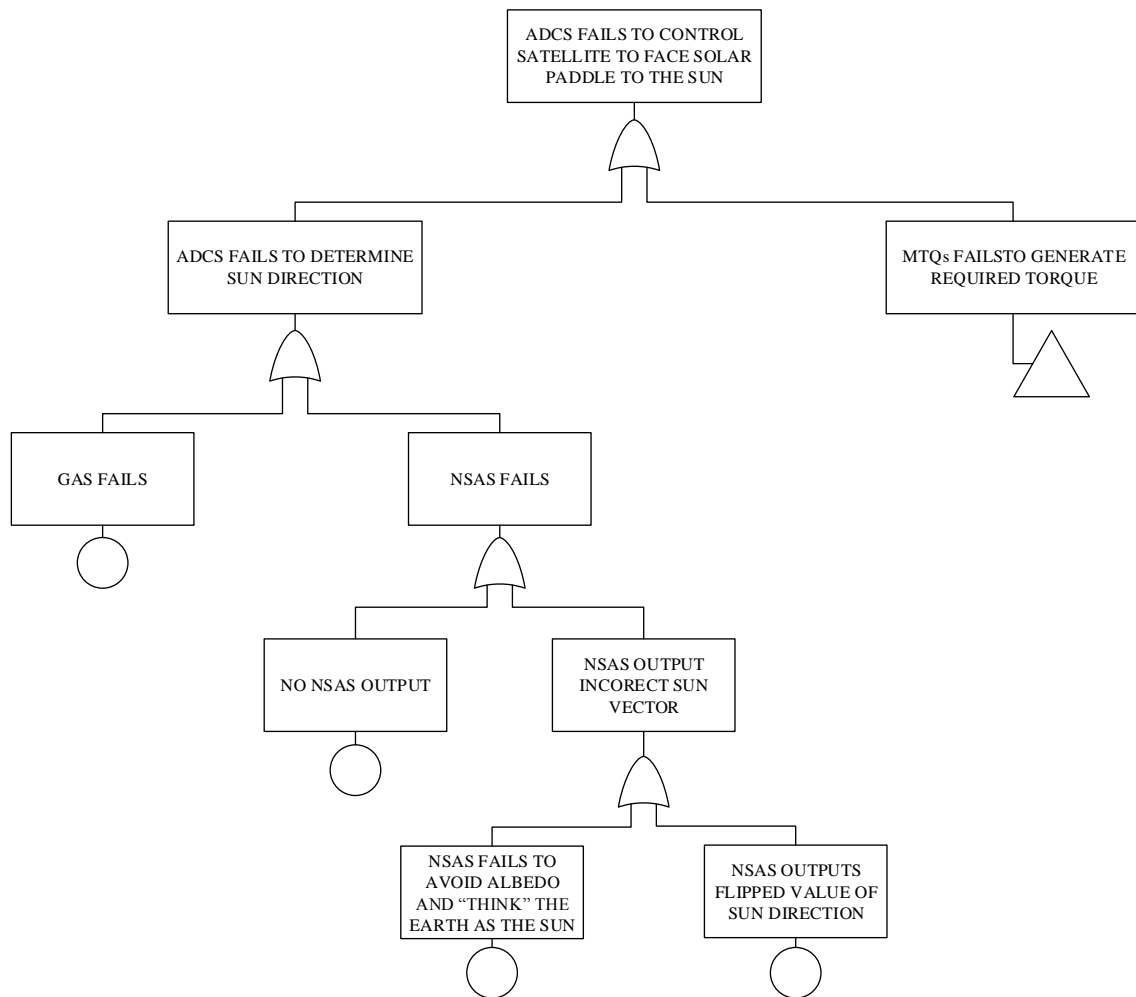 ADCS FAILS TO CONTROL
SATELLITE TO FACE SOLAR
PADDLE TO THE SUN
ADCS FAILS TO DETERMINE
SUN DIRECTION
MTQs FAILSTO GENERATE
REQUIRED TORQUE
GAS FAILS
NSAS FAILS
NO NSAS OUTPUT
NSAS OUTPUT
INCORECT SUN
VECTOR
NSAS FAILS TO
AVOID ALBEDO
AND “THINK” THE
EARTH AS THE SUN
NSAS OUTPUTS
FLIPPED VALUE OF
SUN DIRECTION